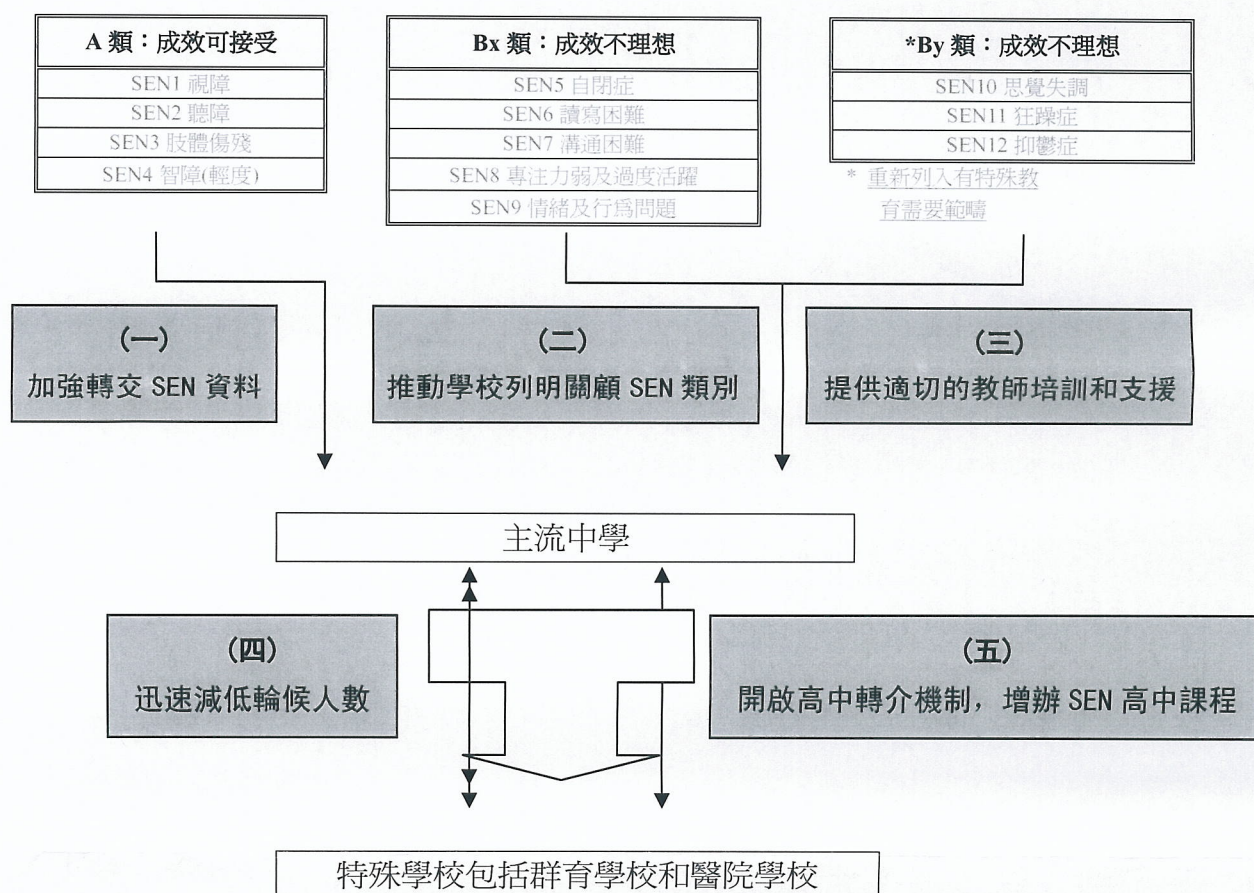 A 類：成效可接受
SEN1 視障
SEN2 聽障
SEN3 肢體傷殘
SEN4 智障(輕度)
Bx 類：成效不理想
SEN5 自閉症
SEN6 讀寫困難
SEN7 溝通困難
SEN8 專注力弱及過度活躍
SEN9 情緒及行爲問題
*By 類：成效不理想
SEN10 思覺失調
SEN11 狂躁症
SEN12 抑鬱症
* 重新列入有特殊教
育需要範疇
(一)
加強轉交 SEN 資料
(二)
推動學校列明關顧 SEN 類別
(三)
提供適切的教師培訓和支援
主流中學
(四)
迅速減低輪候人數
(五)
開啟高中轉介機制，增辦 SEN 高中課程
特殊學校包括群育學校和醫院學校